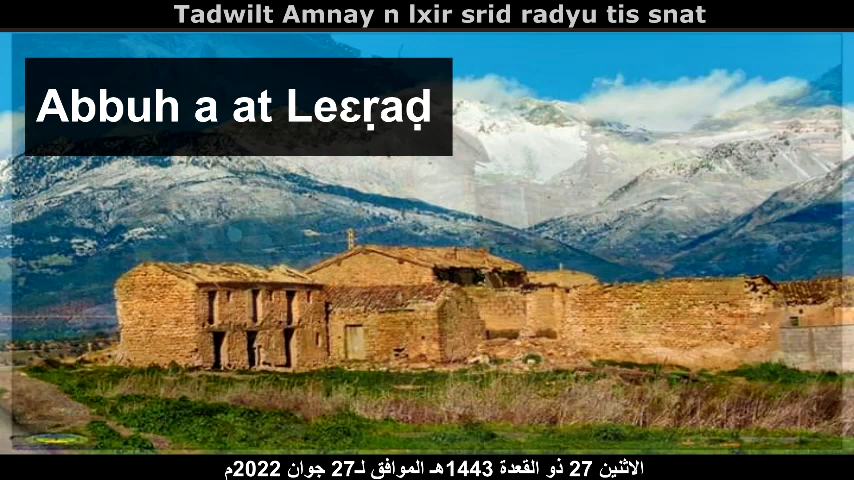 Tadwilt Amnay n lxir srid radyu tis snat
Abbuh a at Leɛṛaḍ
الاثنين 27 ذو القعدة 1443هـ الموافق لـ27 جوان 2022م